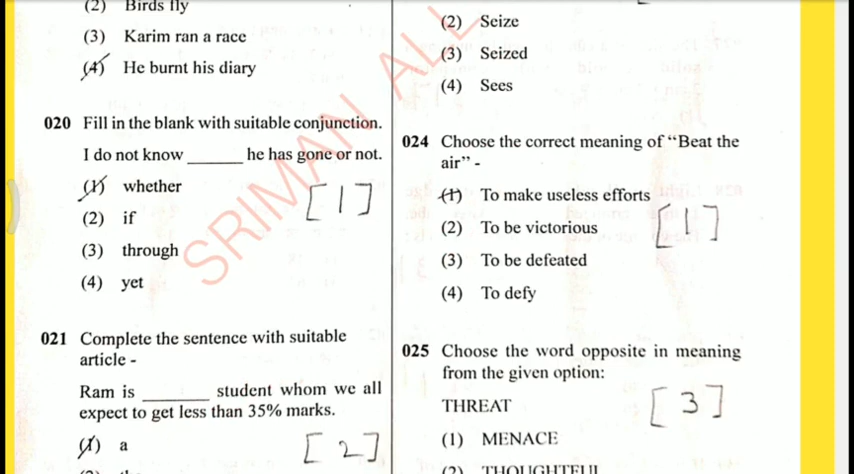 (2) Birds fly
(3) Karim ran a race
(4) He burnt his diary
020 Fill in the blank with suitable conjunction.
I do not know ______ he has gone or not.
(1) whether
[1]
(2) if
(3) through
(4) yet
021 Complete the sentence with suitable
article -
Ram is ________ student whom we all
expect to get less than 35% marks.
(1) a
[2]
(2) Seize
(3) Seized
(4) Sees
024 Choose the correct meaning of "Beat the
air" -
(1) To make useless efforts
[1]
(2) To be victorious
(3) To be defeated
(4) To defy
025 Choose the word opposite in meaning
from the given option:
THREAT
[3]
(1) MENACE
(2) THOUGHTFUL
SRIMAN ALL